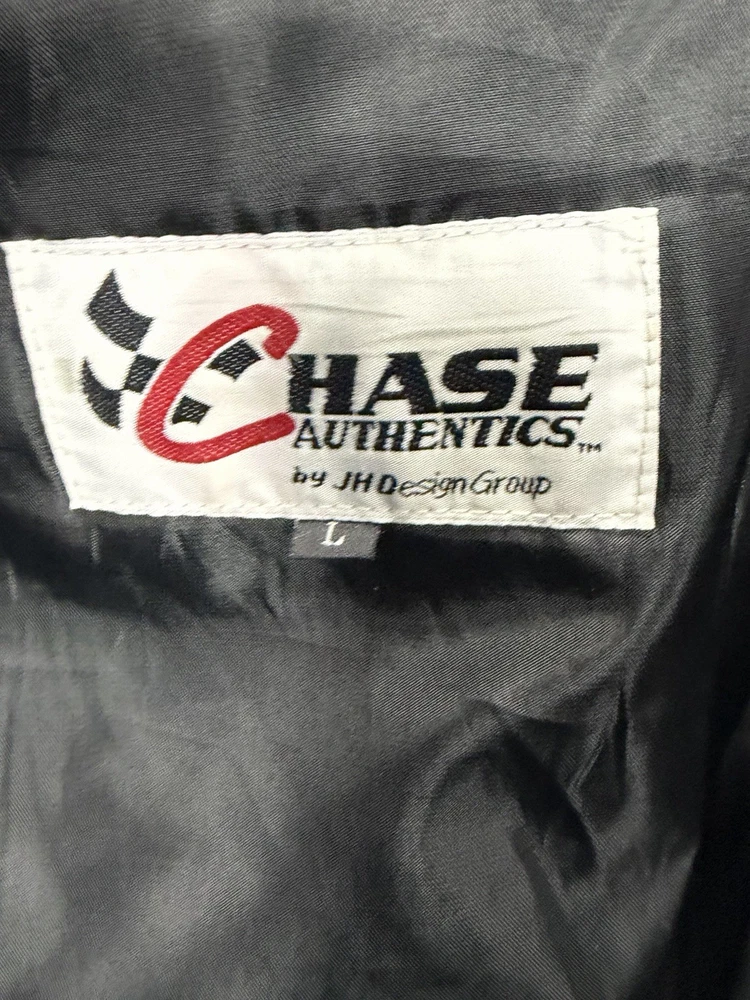 CHASE
AUTHENTICS™
by JH Design Group
L